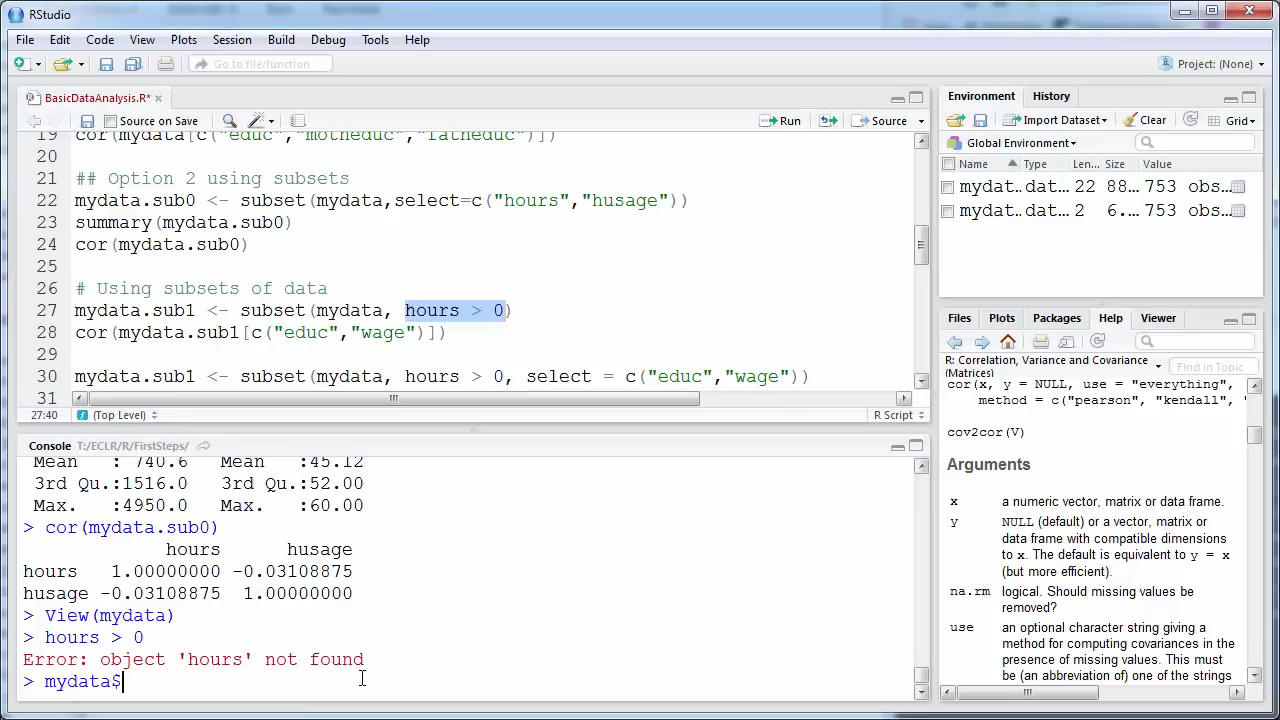 RStudio
File Edit Code View Plots Session Build Debug Tools Help
Go to file/function Project: (None)
BasicDataAnalysis.R*
Source on Save Run Source
19 cor(mydata[c("educ","motheduc","fatheduc")])
20
21 ## Option 2 using subsets
22 mydata.sub0 <- subset(mydata,select=c("hours","husage"))
23 summary(mydata.sub0)
24 cor(mydata.sub0)
25
26 # Using subsets of data
27 mydata.sub1 <- subset(mydata, hours > 0)
28 cor(mydata.sub1[c("educ","wage")])
29
30 mydata.sub1 <- subset(mydata, hours > 0, select = c("educ","wage"))
31
27:40 (Top Level) R Script
Console T:/ECLR/R/FirstSteps/
Mean : 740.6 Mean :45.12
3rd Qu.:1516.0 3rd Qu.:52.00
Max. :4950.0 Max. :60.00
> cor(mydata.sub0)
hours husage
hours 1.00000000 -0.03108875
husage -0.03108875 1.00000000
> View(mydata)
> hours > 0
Error: object 'hours' not found
> mydata$
Environment History
Import Dataset Clear Grid
Global Environment
Name Type Len... Size Value
mydat... dat... 22 88... 753 obs...
mydat... dat... 2 6.... 753 obs...
Files Plots Packages Help Viewer
R: Correlation, Variance and Covariance (Matrices) Find in Topic
cor(x, y = NULL, use = "everything",
method = c("pearson", "kendall", "
cov2cor(V)
Arguments
x a numeric vector, matrix or data frame.
y NULL (default) or a vector, matrix or
data frame with compatible dimensions
to x. The default is equivalent to y = x
(but more efficient).
na.rm logical. Should missing values be
removed?
use an optional character string giving a
method for computing covariances in the
presence of missing values. This must
be (an abbreviation of) one of the strings